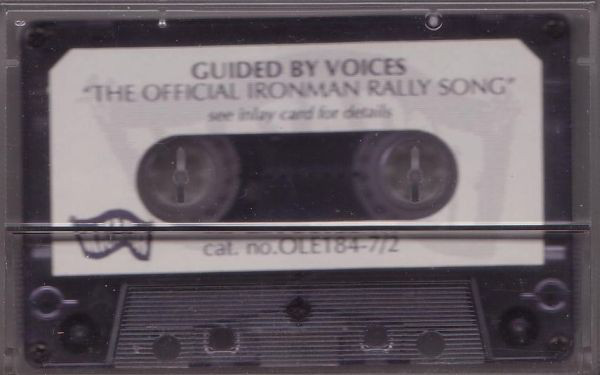 GUIDED BY VOICES
"THE OFFICIAL IRONMAN RALLY SONG"
see inlay card for details
cat. no.OLE184-7/2